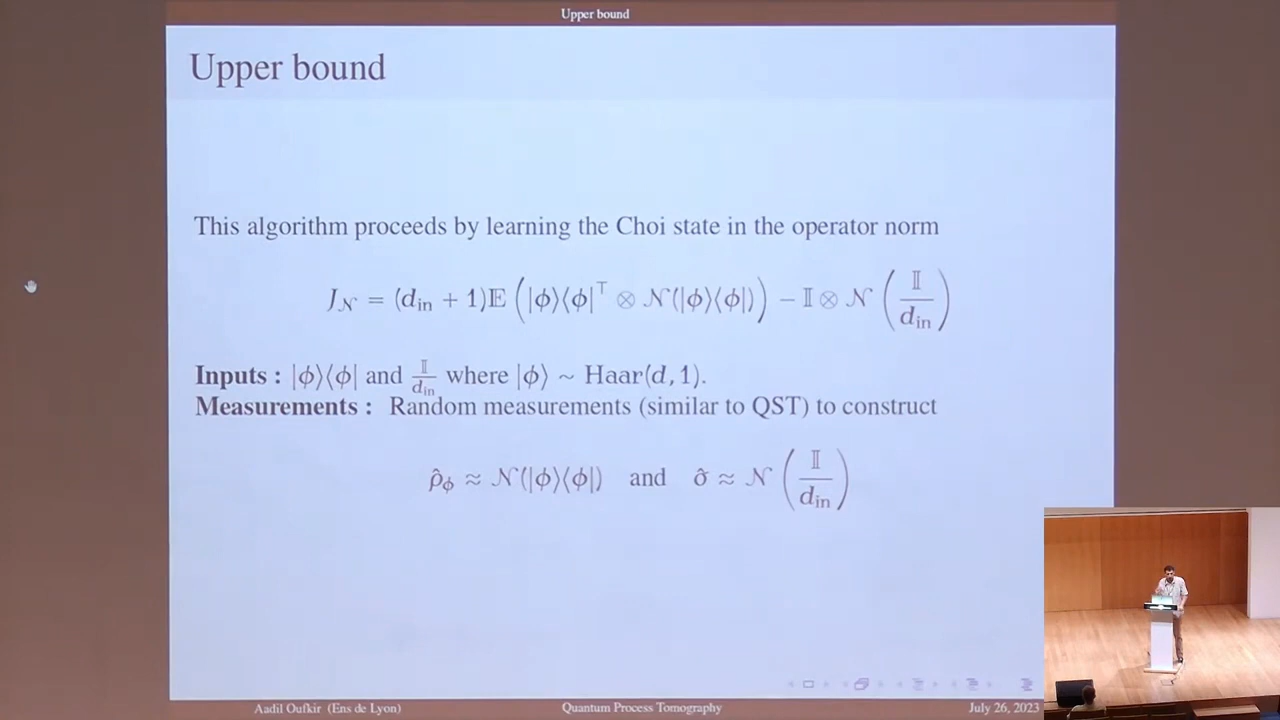 Upper bound
Upper bound
This algorithm proceeds by learning the Choi state in the operator norm
J_𝒩 = (d_in + 1)𝔼 (|ϕ⟩⟨ϕ|^⊤ ⊗ 𝒩(|ϕ⟩⟨ϕ|)) − 𝕀 ⊗ 𝒩 (𝕀/d_in)
Inputs : |ϕ⟩⟨ϕ| and 𝕀/d_in where |ϕ⟩ ~ Haar(d, 1).
Measurements : Random measurements (similar to QST) to construct
ρ̂_ϕ ≈ 𝒩(|ϕ⟩⟨ϕ|) and σ̂ ≈ 𝒩 (𝕀/d_in)
Aadil Oufkir (Ens de Lyon) Quantum Process Tomography July 26, 2023